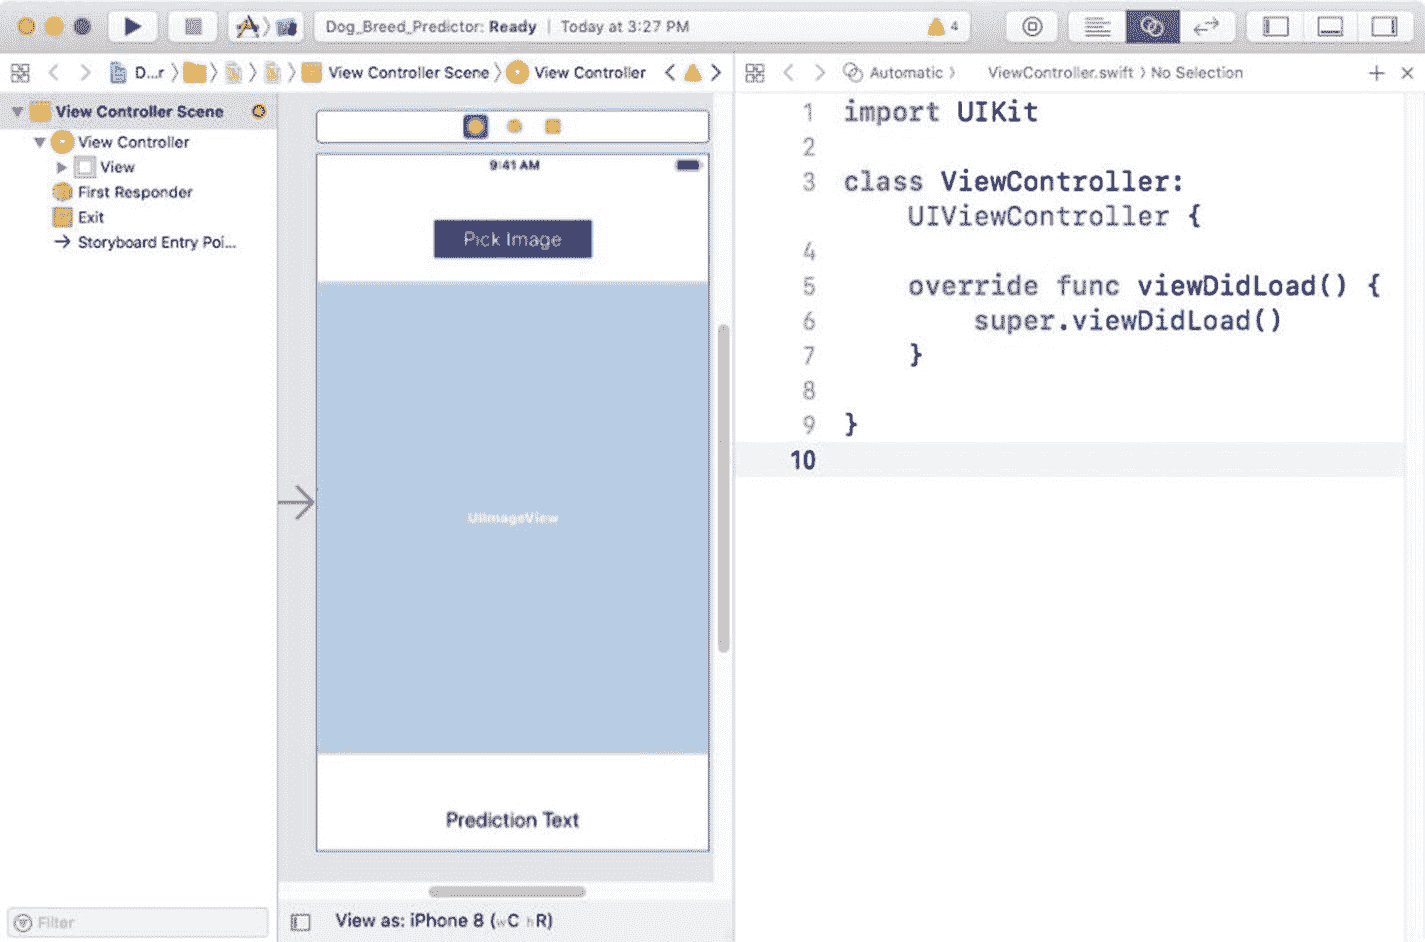 Dog_Breed_Predictor: Ready | Today at 3:27 PM
4
D...r
View Controller Scene
View Controller
Automatic
ViewController.swift
No Selection
View Controller Scene
View Controller
View
First Responder
Exit
Storyboard Entry Poi...
Filter
9:41 AM
Pick Image
UIImageView
Prediction Text
View as: iPhone 8 (wC hR)
1 import UIKit
2
3 class ViewController:
UIViewController {
4
5 override func viewDidLoad() {
6 super.viewDidLoad()
7 }
8
9 }
10